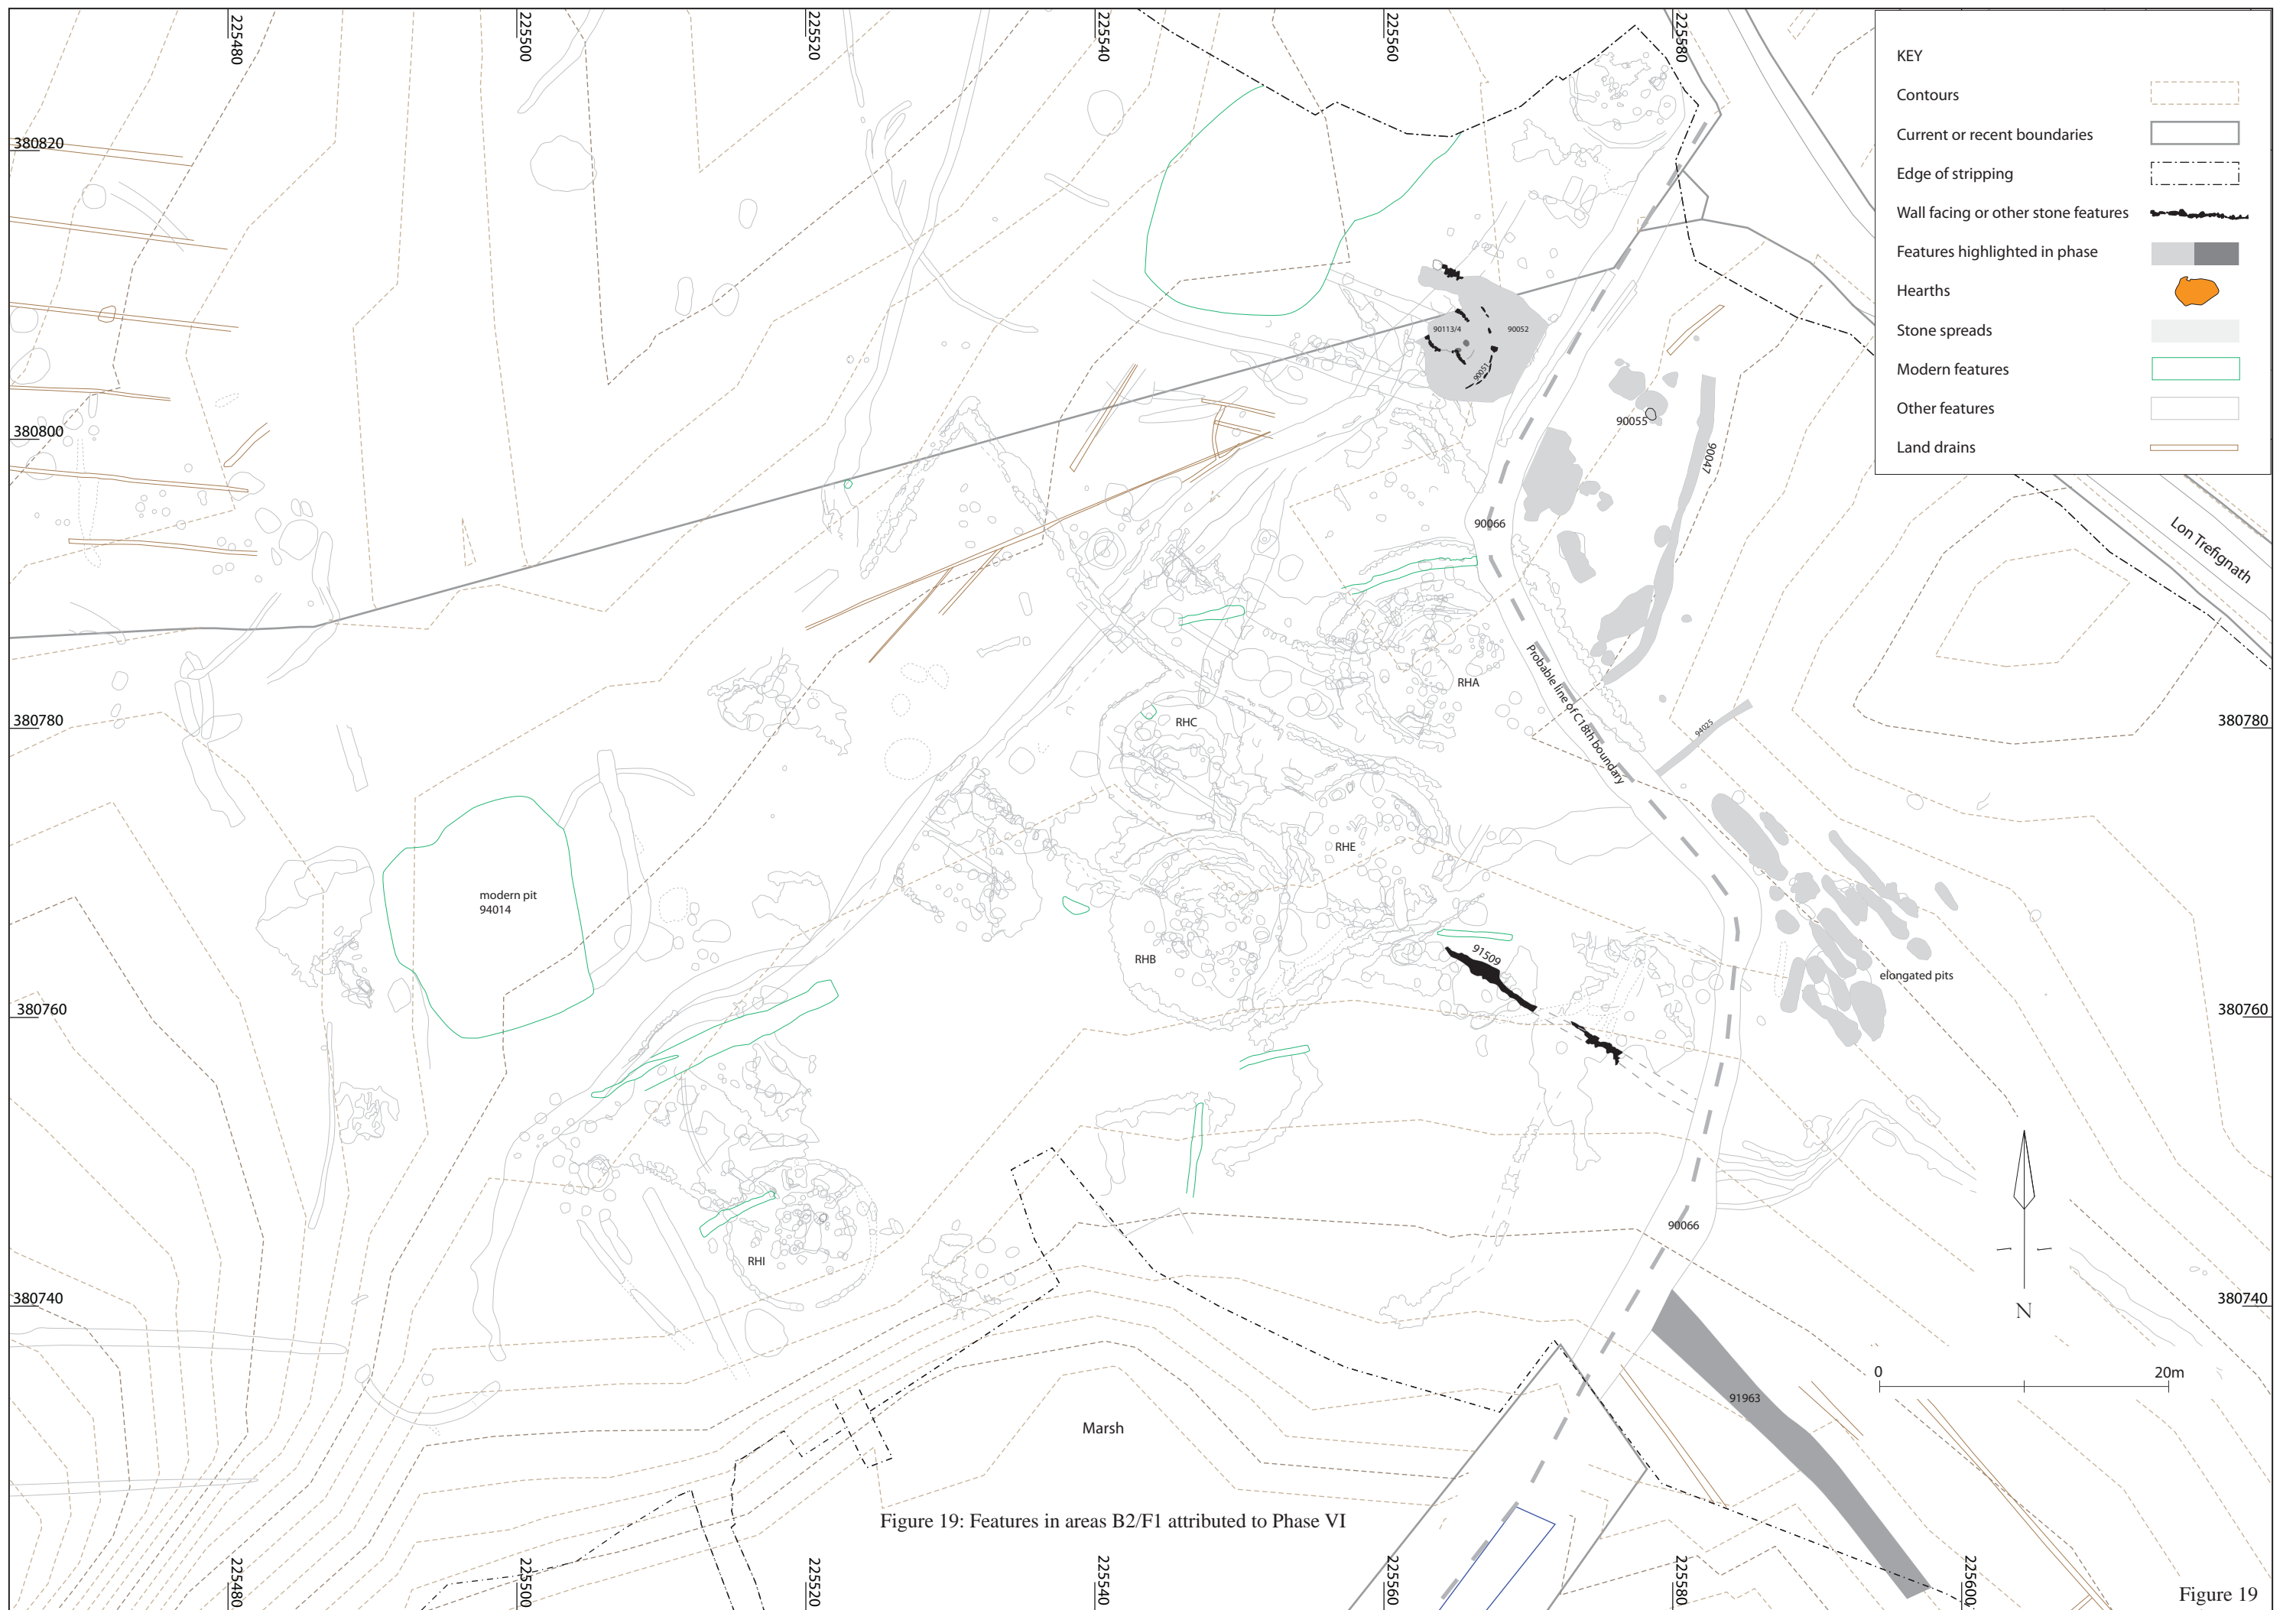 225480
225500
225520
225540
225560
225580
KEY
Contours
Current or recent boundaries
Edge of stripping
Wall facing or other stone features
Features highlighted in phase
Hearths
Stone spreads
Modern features
Other features
Land drains
380820
90113/4
90052
90051
90055
380800
90047
90066
Lon Trefignath
Probable line of C18th boundary
RHA
RHC
380780
380780
94025
RHE
modern pit
94014
RHB
91509
elongated pits
380760
380760
90066
RHI
380740
380740
N
0
20m
91963
Marsh
Figure 19: Features in areas B2/F1 attributed to Phase VI
225480
225500
225520
225540
225560
225580
225600
Figure 19